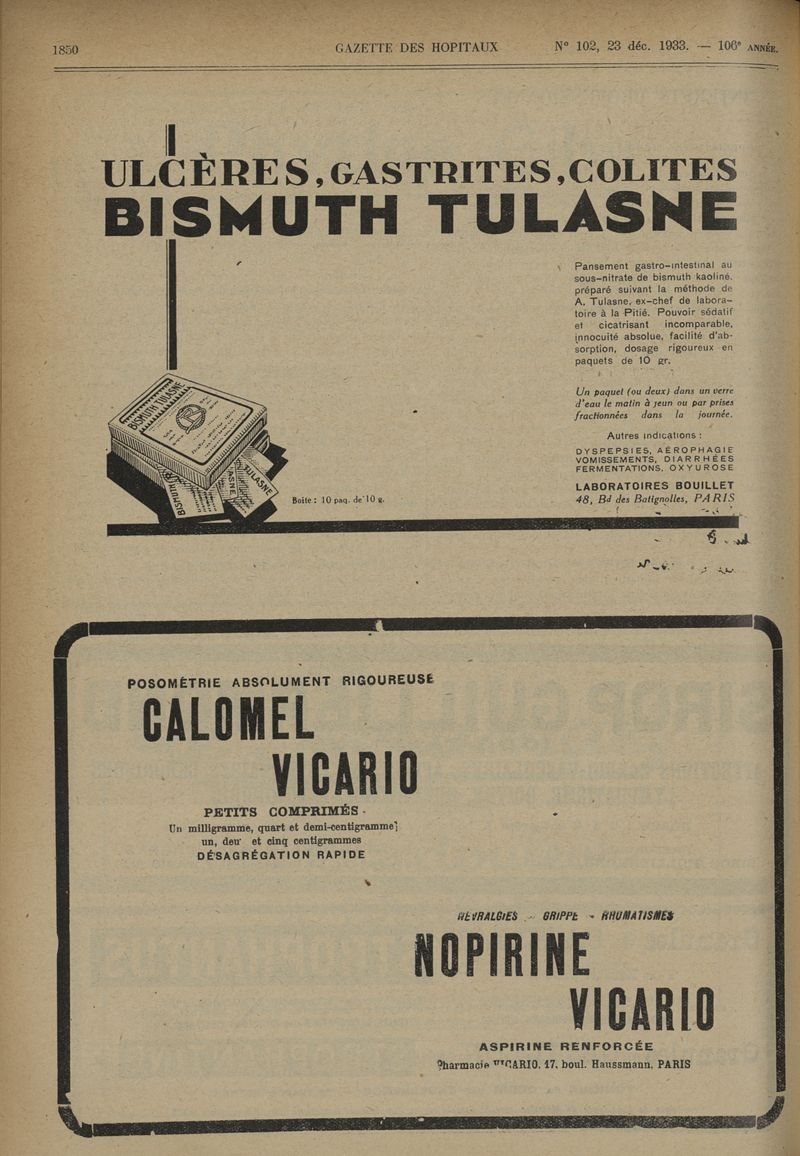 1850 GAZETTE DES HOPITAUX N° 102, 23 déc. 1933. — 106e ANNÉE.
ULCÈRES, GASTRITES, COLITES
BISMUTH TULASNE
Pansement gastro-intestinal au
sous-nitrate de bismuth kaoliné.
préparé suivant la méthode de
A. Tulasne, ex-chef de labora-
toire à la Pitié. Pouvoir sédatif
et cicatrisant incomparable,
innocuité absolue, facilité d'ab-
sorption, dosage rigoureux en
paquets de 10 gr.
Un paquet (ou deux) dans un verre
d'eau le matin à jeun ou par prises
fractionnées dans la journée.
Autres indications :
DYSPEPSIES, AÉROPHAGIE
VOMISSEMENTS, DIARRHÉES
FERMENTATIONS. OXYUROSE
LABORATOIRES BOUILLET
48, Bd des Batignolles, PARIS
BISMUTH TULASNE
BISMUTH
TULASNE
Boite : 10 paq. de 10 g.
POSOMÉTRIE ABSOLUMENT RIGOUREUSE
CALOMEL
VICARIO
PETITS COMPRIMÉS
Un milligramme, quart et demi-centigramme
un, deu et cinq centigrammes
DÉSAGRÉGATION RAPIDE
NÉVRALGIES - GRIPPE - RHUMATISMES
NOPIRINE
VICARIO
ASPIRINE RENFORCÉE
Pharmacie VICARIO. 17, boul. Haussmann, PARIS